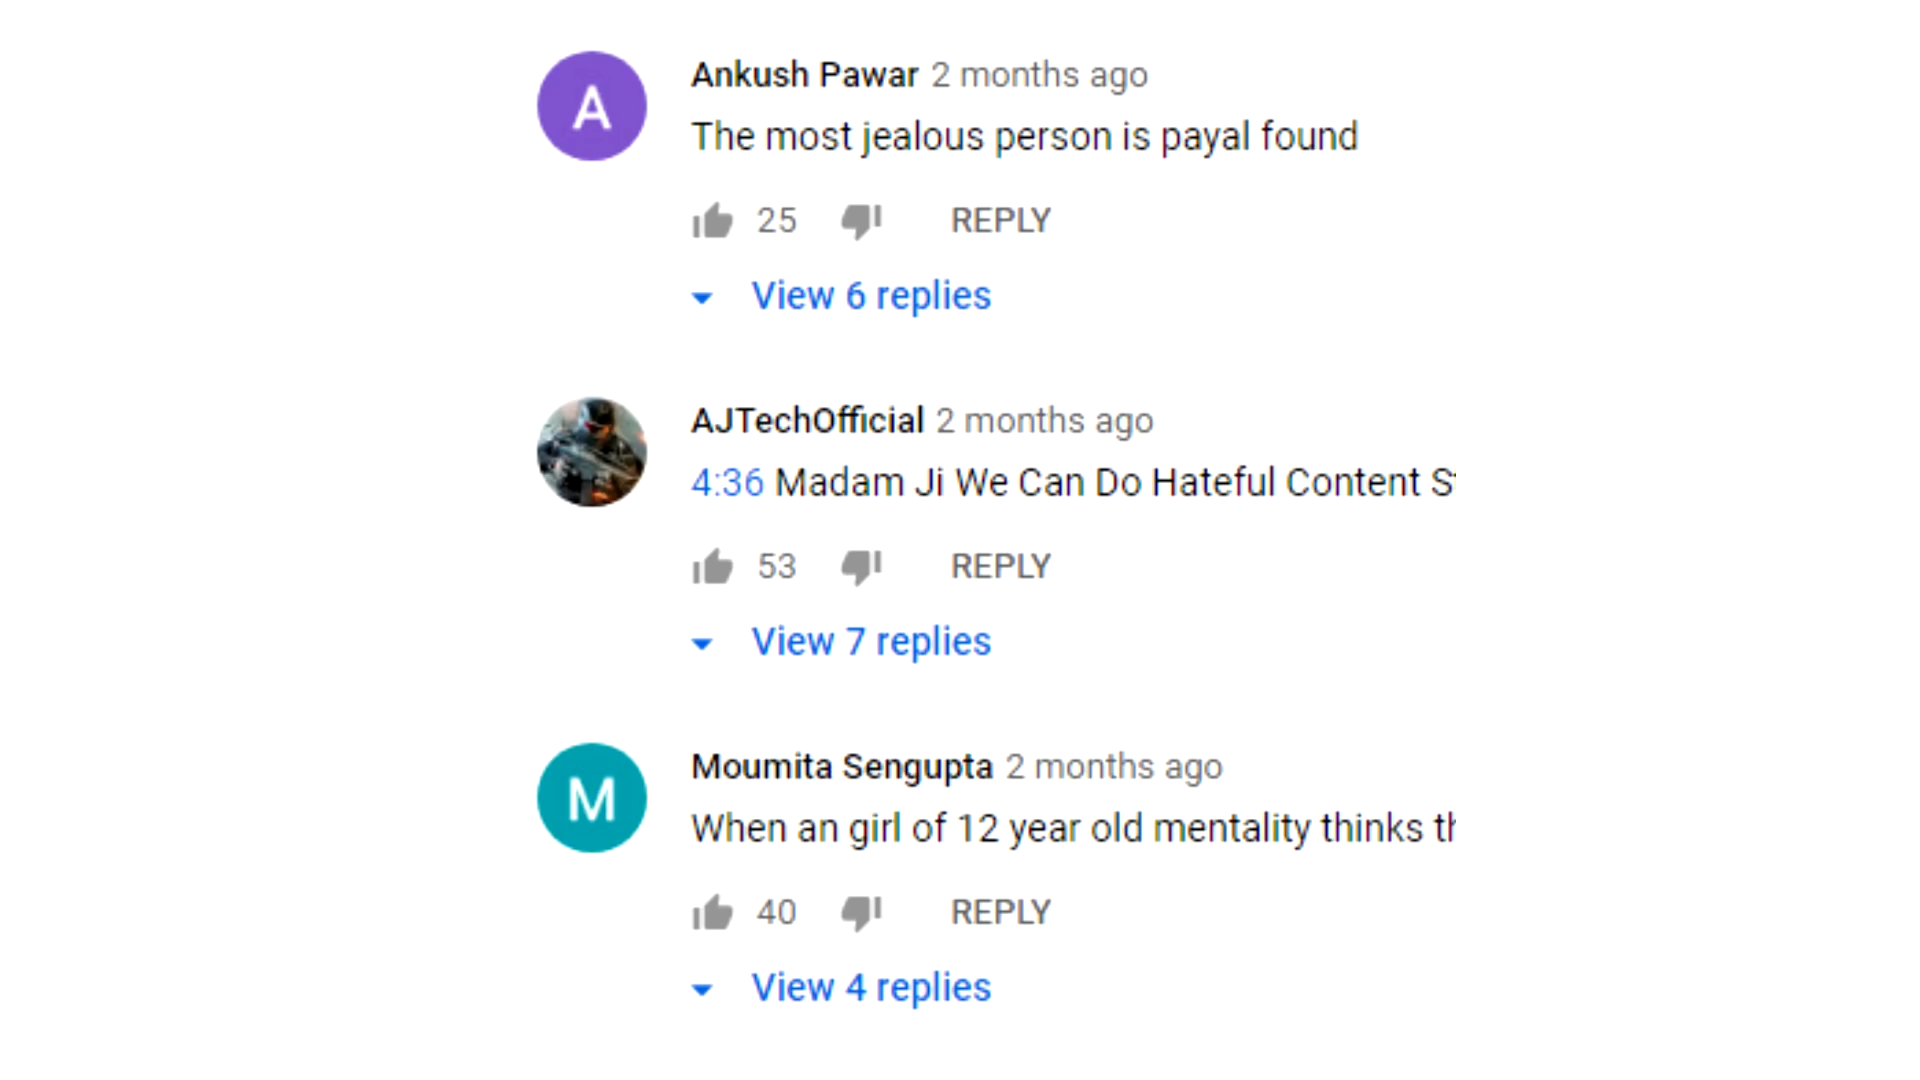 A
Ankush Pawar 2 months ago
The most jealous person is payal found
25 REPLY
View 6 replies
AJTechOfficial 2 months ago
4:36 Madam Ji We Can Do Hateful Content
53 REPLY
View 7 replies
M
Moumita Sengupta 2 months ago
When an girl of 12 year old mentality thinks
40 REPLY
View 4 replies